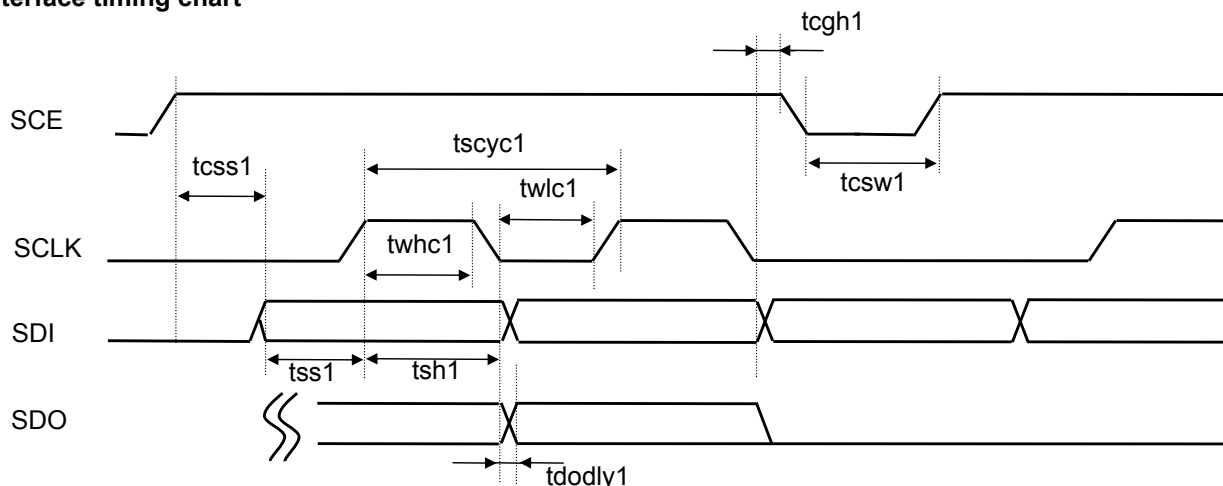 terface timing chart
tcgh1
SCE
tscyc1
tcss1
twlc1
tcsw1
SCLK
twhc1
SDI
tss1
tsh1
SDO
tdodly1